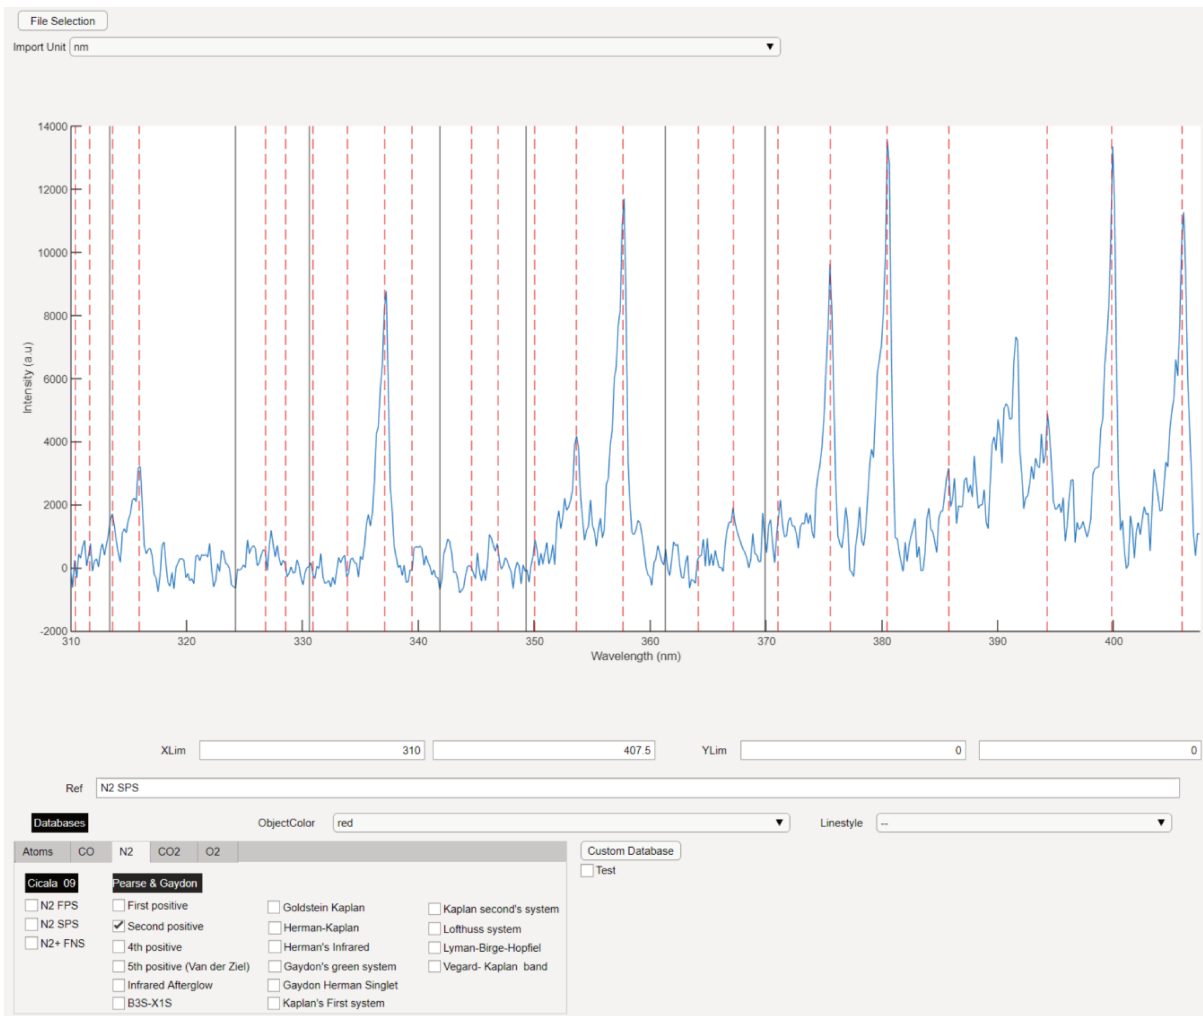 File Selection
Import Unit nm
14000
12000
10000
8000
6000
4000
2000
0
-2000
Intensity (a.u)
310 320 330 340 350 360 370 380 390 400
Wavelength (nm)
XLim 310 407.5 YLim 0 0
Ref N2 SPS
Databases ObjectColor red Linestyle --
Atoms CO N2 CO2 O2 Custom Database
Test
Cicala 09 Pearse & Gaydon
N2 FPS First positive Goldstein Kaplan Kaplan second's system
N2 SPS Second positive Herman-Kaplan Lofthuss system
N2+ FNS 4th positive Herman's Infrared Lyman-Birge-Hopfiel
5th positive (Van der Ziel) Gaydon's green system Vegard- Kaplan band
Infrared Afterglow Gaydon Herman Singlet
B3S-X1S Kaplan's First system